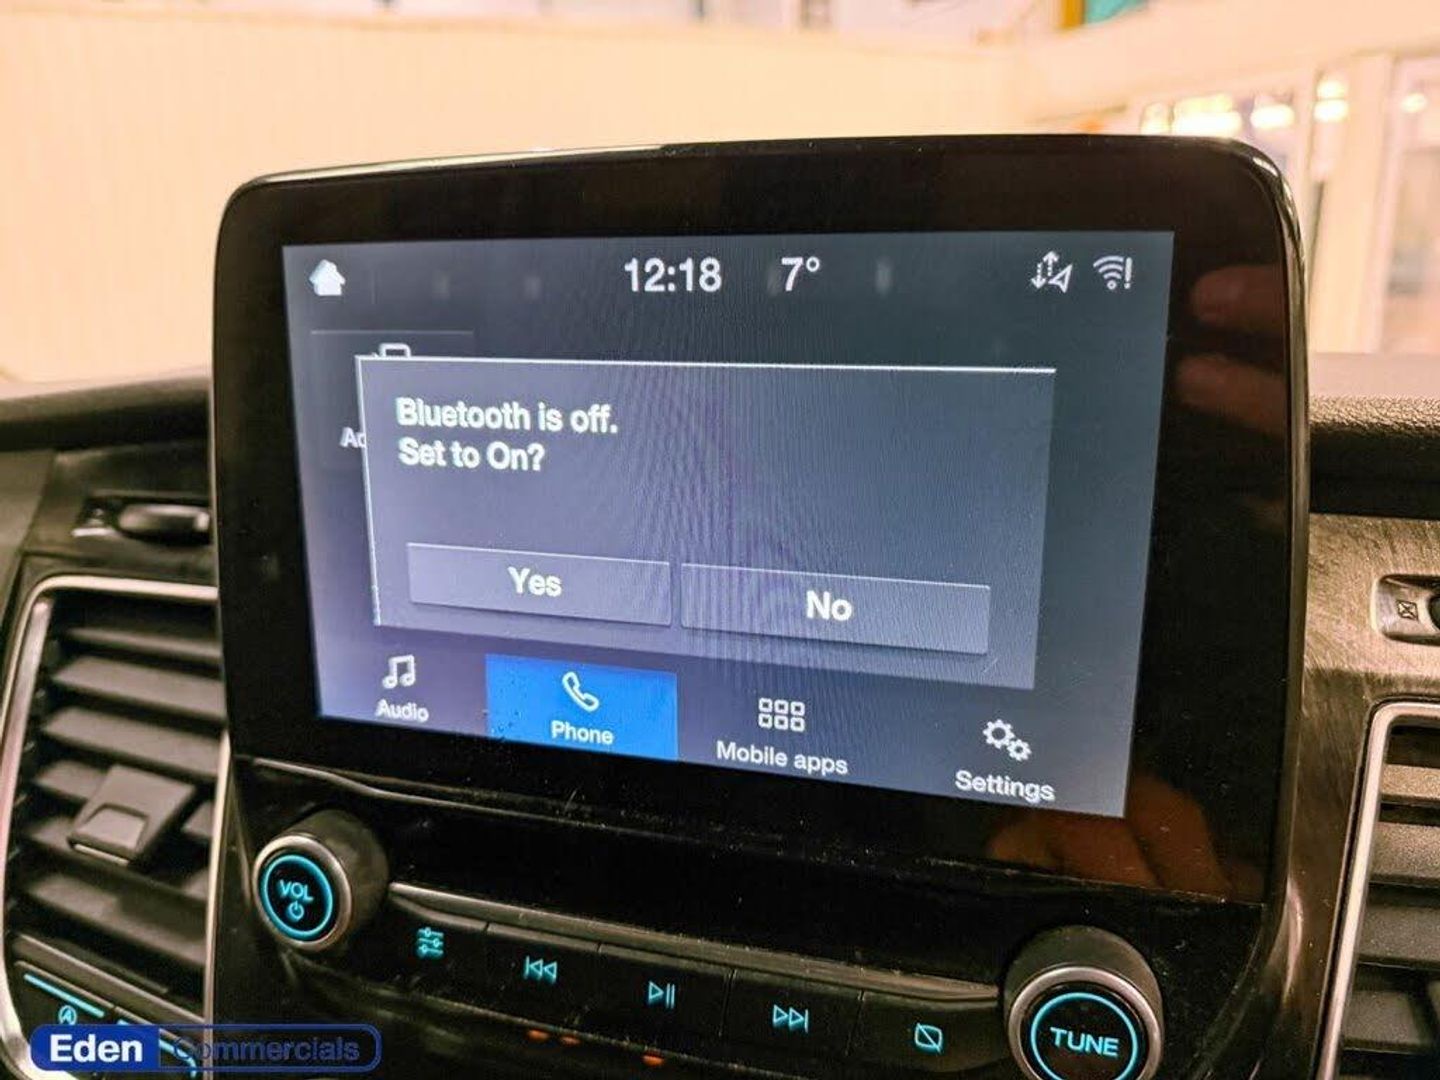 12:18 7°
Ad
Bluetooth is off.
Set to On?
Yes No
Audio
Phone
Mobile apps
Settings
VOL
TUNE
Eden Commercials